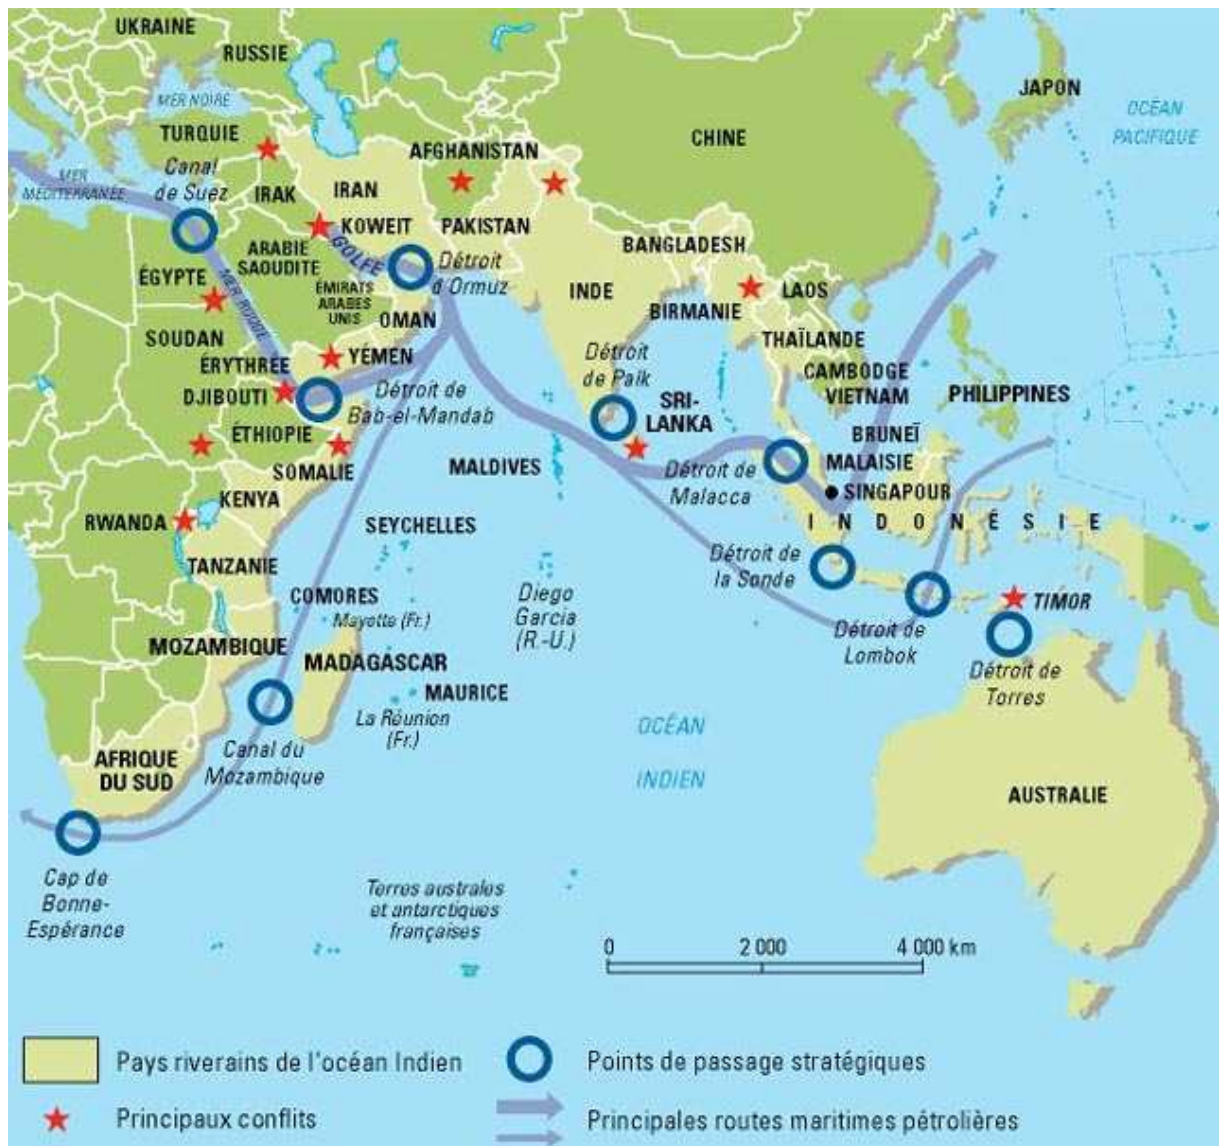 UKRAINE
RUSSIE
JAPON
OCÉAN
PACIFIQUE
MER NOIRE
TURQUIE
CHINE
AFGHANISTAN
Canal
de Suez
MER
MÉDITERRANÉE
IRAK
IRAN
KOWEIT
PAKISTAN
GOLFE
ARABIE
SAOUDITE
BANGLADESH
Détroit
d'Ormuz
ÉGYPTE
MER ROUGE
ÉMIRATS
ARABES
UNIS
OMAN
INDE
BIRMANIE
LAOS
SOUDAN
THAÏLANDE
ÉRYTHRÉE
YÉMEN
Détroit
de Palk
CAMBODGE
VIETNAM
PHILIPPINES
DJIBOUTI
Détroit de
Bab-el-Mandab
SRI-
LANKA
ÉTHIOPIE
BRUNEÏ
SOMALIE
MALDIVES
Détroit de
Malacca
MALAISIE
KENYA
SINGAPOUR
RWANDA
SEYCHELLES
INDONÉSIE
TANZANIE
Détroit de
la Sonde
COMORES
Mayotte (Fr.)
Diego
Garcia
(R.-U.)
TIMOR
Détroit de
Lombok
MOZAMBIQUE
MADAGASCAR
Détroit de
Torres
MAURICE
La Réunion
(Fr.)
OCÉAN
INDIEN
AFRIQUE
DU SUD
Canal du
Mozambique
AUSTRALIE
Cap de
Bonne-
Espérance
Terres australes
et antarctiques
françaises
0 2 000 4 000 km
Pays riverains de l'océan Indien
Points de passage stratégiques
Principaux conflits
Principales routes maritimes pétrolières